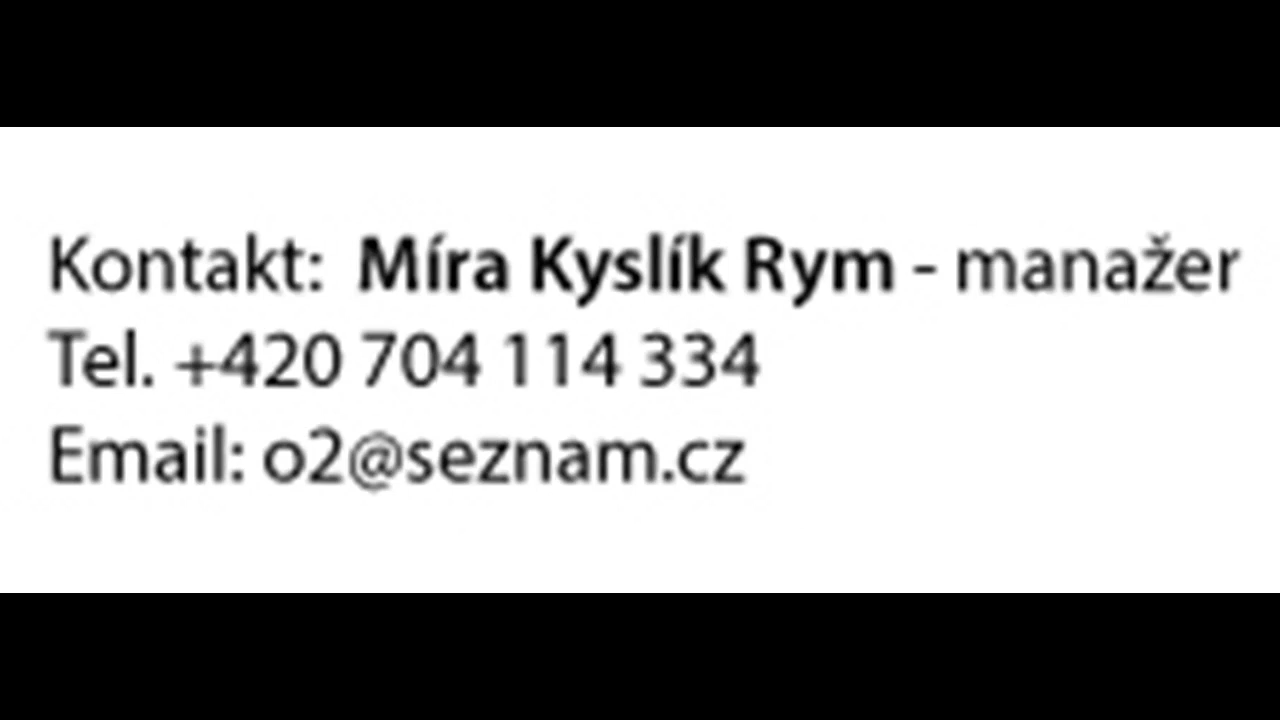 Kontakt: Míra Kyslík Rym - manažer
Tel. +420 704 114 334
Email: o2@seznam.cz